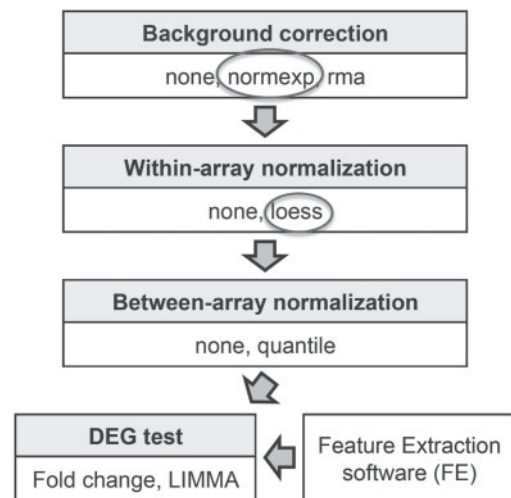 Background correction
none, normexp, rma
Within-array normalization
none, loess
Between-array normalization
none, quantile
DEG test
Fold change, LIMMA
Feature Extraction
software (FE)